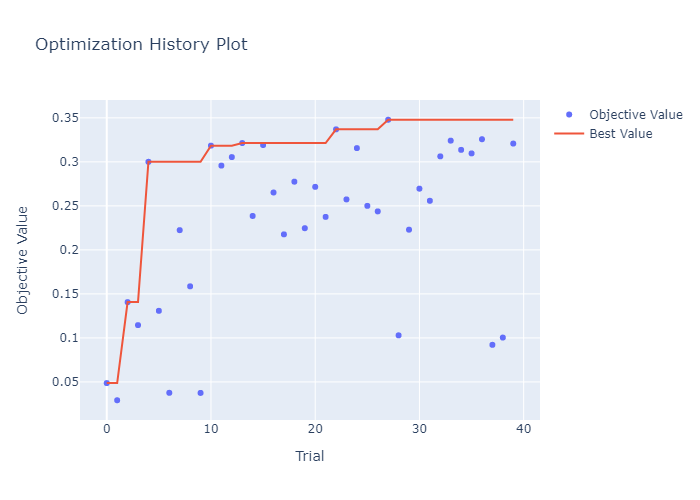 Optimization History Plot
Objective Value
Best Value
0.35
0.3
0.25
0.2
0.15
0.1
0.05
Objective Value
0
10
20
30
40
Trial